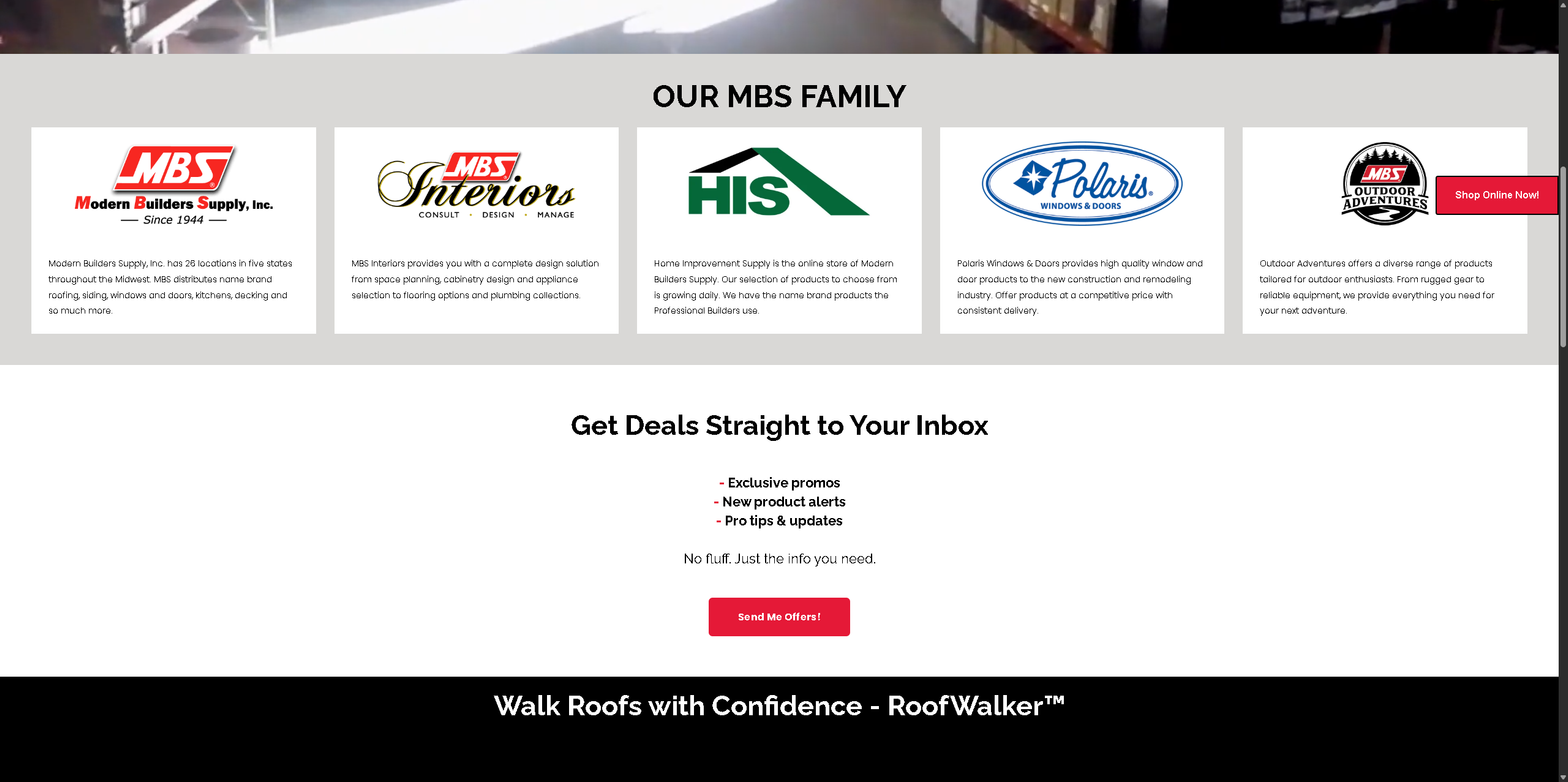 OUR MBS FAMILY
MBS
Modern Builders Supply, Inc.
Since 1944
Modern Builders Supply, Inc. has 26 locations in five states
throughout the Midwest. MBS distributes name brand
roofing, siding, windows and doors, kitchens, decking and
so much more.
MBS
Interiors
CONSULT • DESIGN • MANAGE
MBS Interiors provides you with a complete design solution
from space planning, cabinetry design and appliance
selection to flooring options and plumbing collections.
HIS
Home Improvement Supply is the online store of Modern
Builders Supply. Our selection of products to choose from
is growing daily. We have the name brand products the
Professional Builders use.
Polaris®
WINDOWS & DOORS
Polaris Windows & Doors provides high quality window and
door products to the new construction and remodeling
industry. Offer products at a competitive price with
consistent delivery.
MBS
OUTDOOR
ADVENTURES
Shop Online Now!
Outdoor Adventures offers a diverse range of products
tailored for outdoor enthusiasts. From rugged gear to
reliable equipment, we provide everything you need for
your next adventure.
Get Deals Straight to Your Inbox
- Exclusive promos
- New product alerts
- Pro tips & updates
No fluff. Just the info you need.
Send Me Offers!
Walk Roofs with Confidence - RoofWalker™